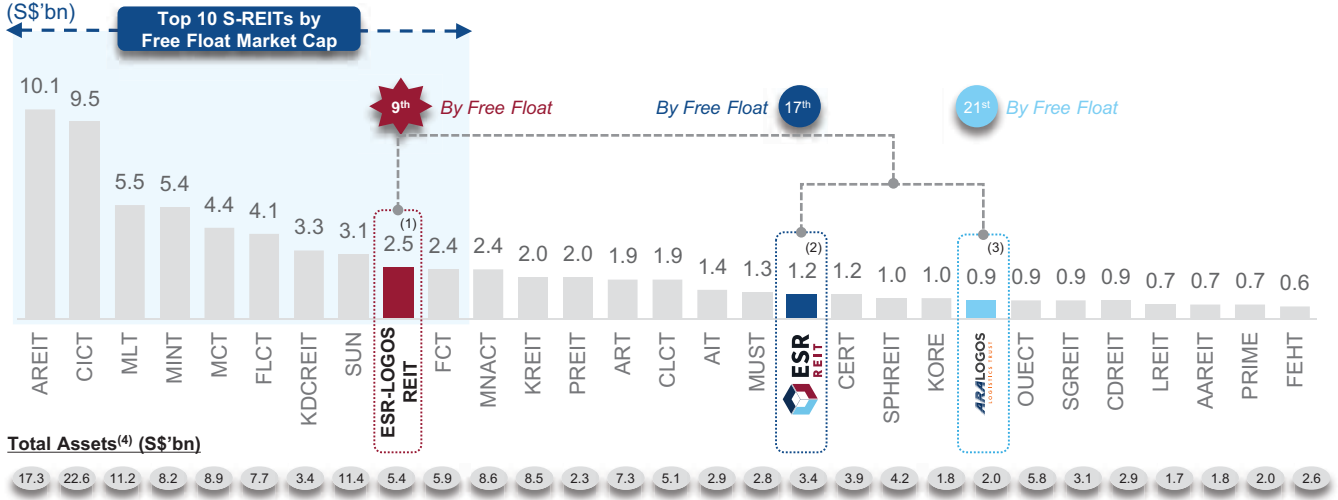 (S$'bn)
Top 10 S-REITs by
Free Float Market Cap
9th
By Free Float
By Free Float
17th
21st
By Free Float
10.1
9.5
5.5
5.4
4.4
4.1
3.3
3.1
(1)
2.5
2.4
2.4
2.0
2.0
1.9
1.9
1.4
1.3
(2)
1.2
1.2
1.0
1.0
(3)
0.9
0.9
0.9
0.9
0.7
0.7
0.7
0.6
AREIT
CICT
MLT
MINT
MCT
FLCT
KDCREIT
SUN
ESR-LOGOS
REIT
FCT
MNACT
KREIT
PREIT
ART
CLCT
AIT
MUST
ESR
REIT
CERT
SPHREIT
KORE
ARALOGOS
LOGISTICS TRUST
OUECT
SGREIT
CDREIT
LREIT
AAREIT
PRIME
FEHT
Total Assets(4) (S$'bn)
17.3 22.6 11.2 8.2 8.9 7.7 3.4 11.4 5.4 5.9 8.6 8.5 2.3 7.3 5.1 2.9 2.8 3.4 3.9 4.2 1.8 2.0 5.8 3.1 2.9 1.7 1.8 2.0 2.6